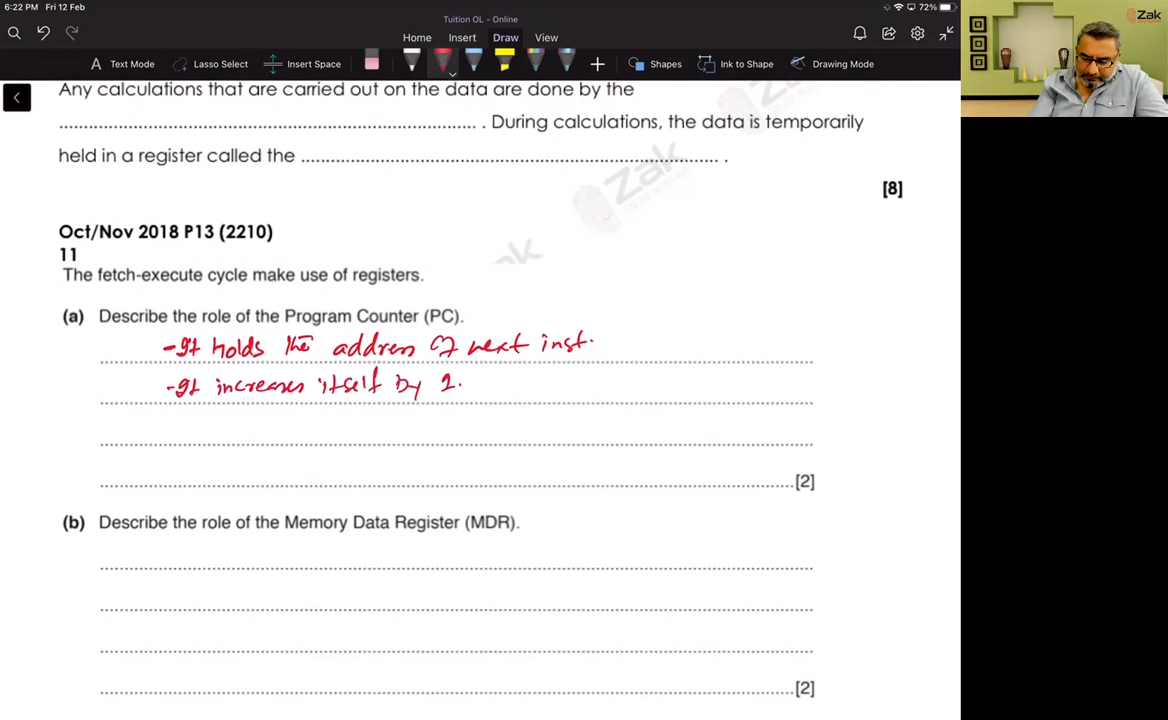 6:22 PM Fri 12 Feb
Tuition OL - Online
72%
Home Insert Draw View
Text Mode Lasso Select Insert Space Shapes Ink to Shape Drawing Mode
Zak
Any calculations that are carried out on the data are done by the
.................................................................................. . During calculations, the data is temporarily
held in a register called the .................................................................................. .
Zak
[8]
Oct/Nov 2018 P13 (2210)
11
The fetch-execute cycle make use of registers.
(a) Describe the role of the Program Counter (PC).
- It holds the address of next inst.
- It increases itself by 1.
[2]
(b) Describe the role of the Memory Data Register (MDR).
[2]